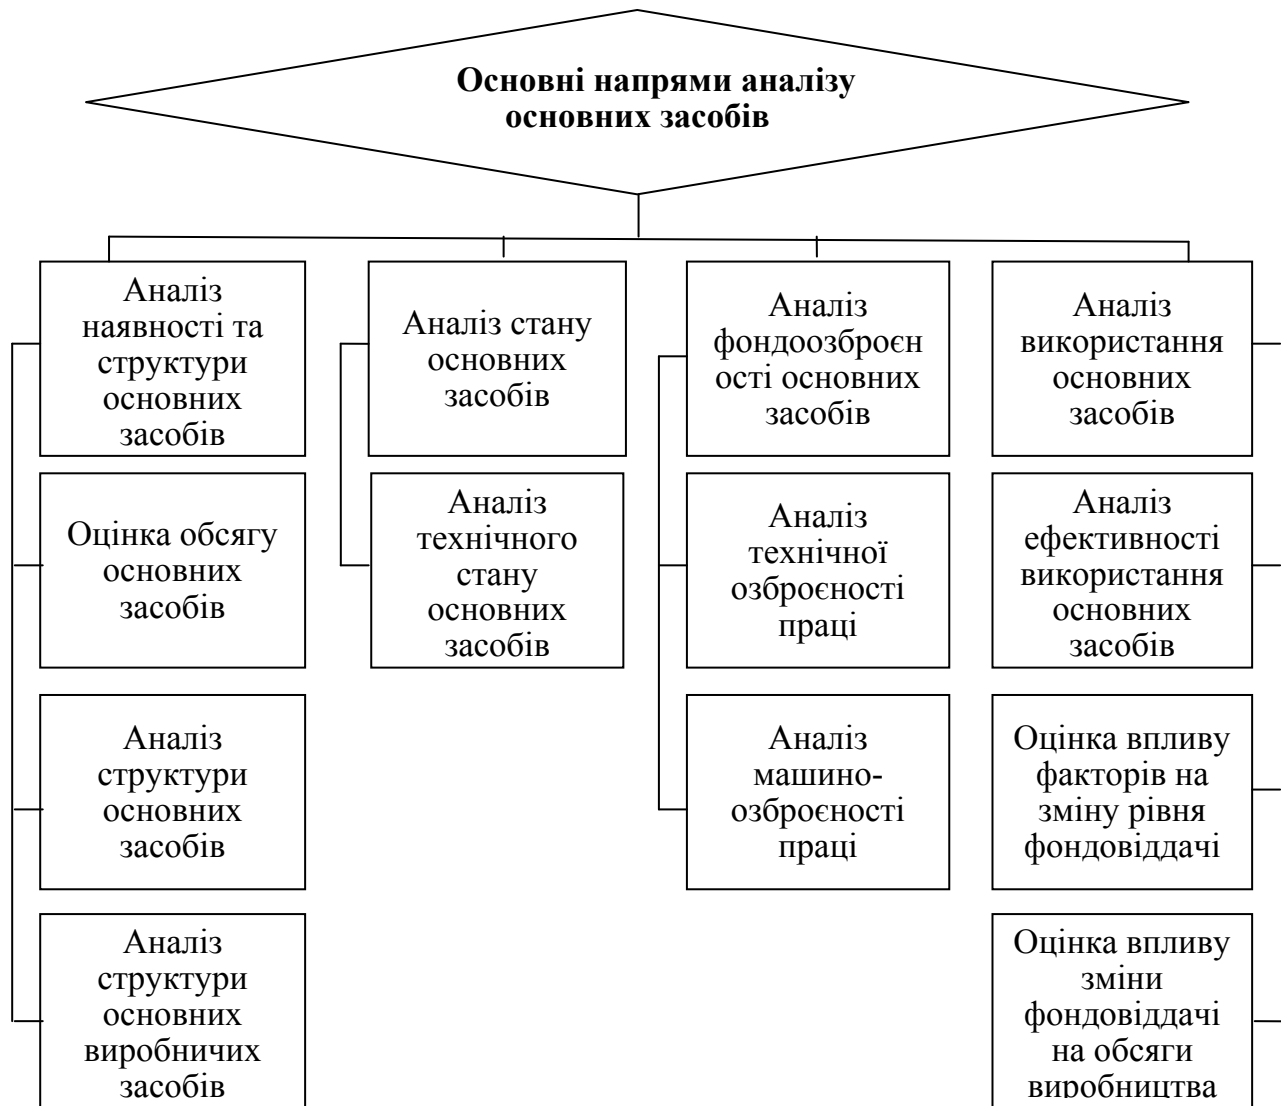 Основні напрями аналізу
основних засобів
Аналіз
наявності та
структури
основних
засобів
Аналіз стану
основних
засобів
Аналіз
фондоозброєн
ості основних
засобів
Аналіз
використання
основних
засобів
Оцінка обсягу
основних
засобів
Аналіз
технічного
стану
основних
засобів
Аналіз
технічної
озброєності
праці
Аналіз
ефективності
використання
основних
засобів
Аналіз
структури
основних
засобів
Аналіз
машино-
озброєності
праці
Оцінка впливу
факторів на
зміну рівня
фондовіддачі
Аналіз
структури
основних
виробничих
засобів
Оцінка впливу
зміни
фондовіддачі
на обсяги
виробництва